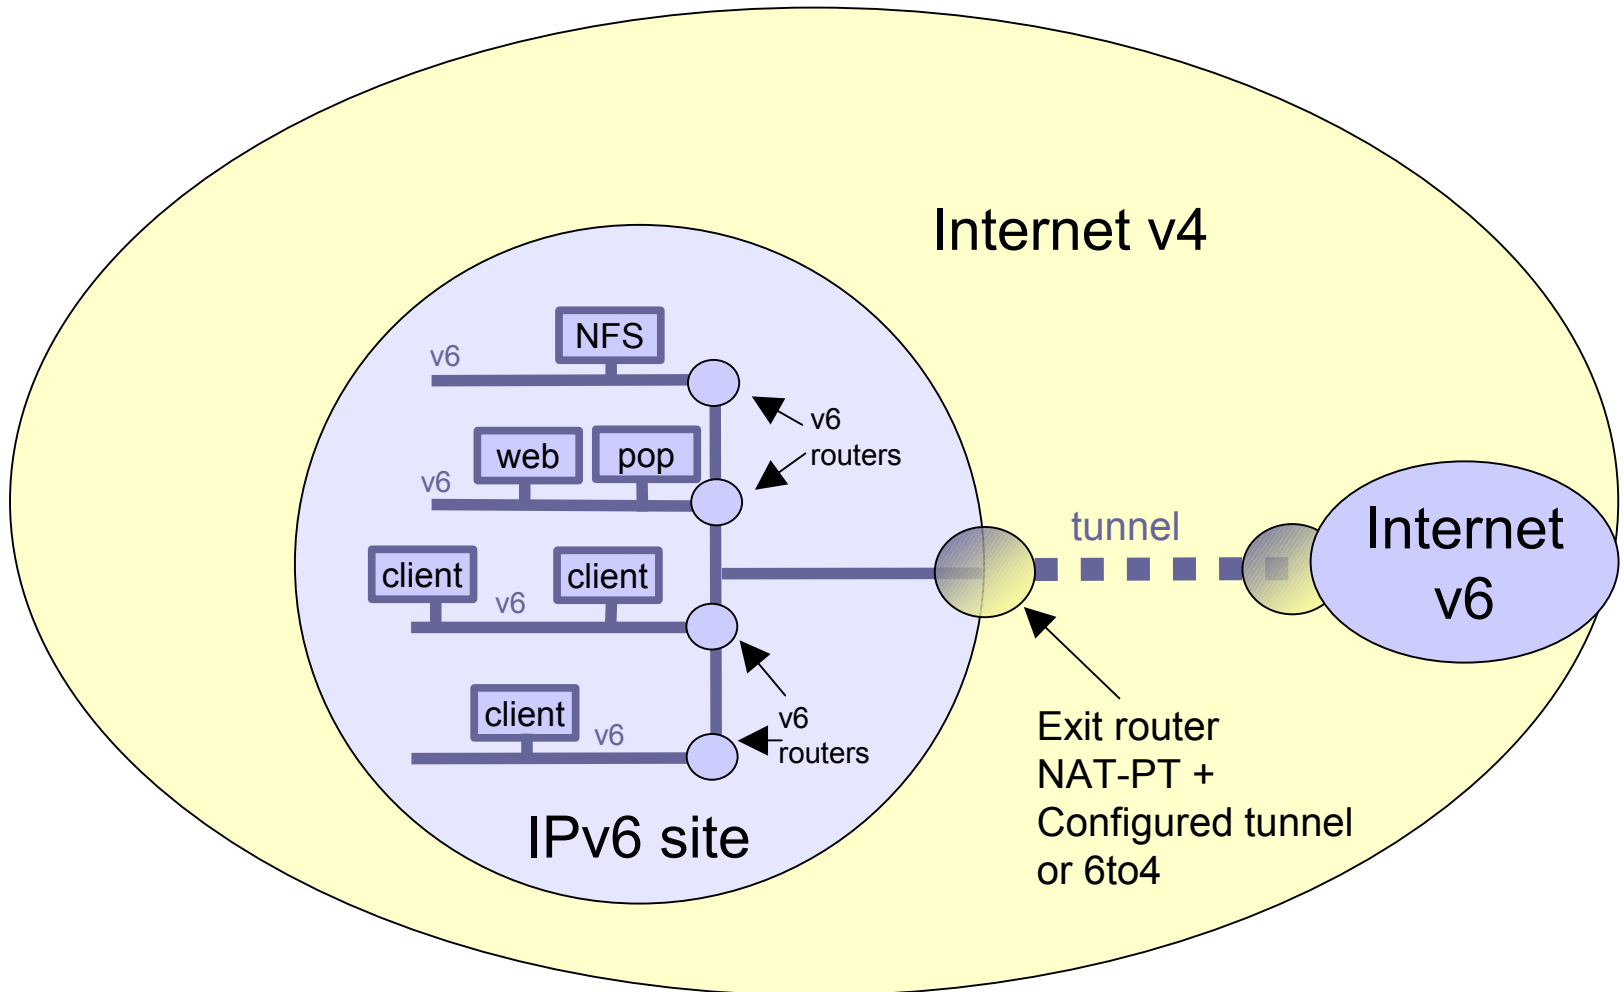 Internet v4
NFS
v6
v6
routers
web
pop
v6
tunnel
Internet
v6
client
client
v6
client
v6
v6
routers
Exit router
NAT-PT +
Configured tunnel
or 6to4
IPv6 site